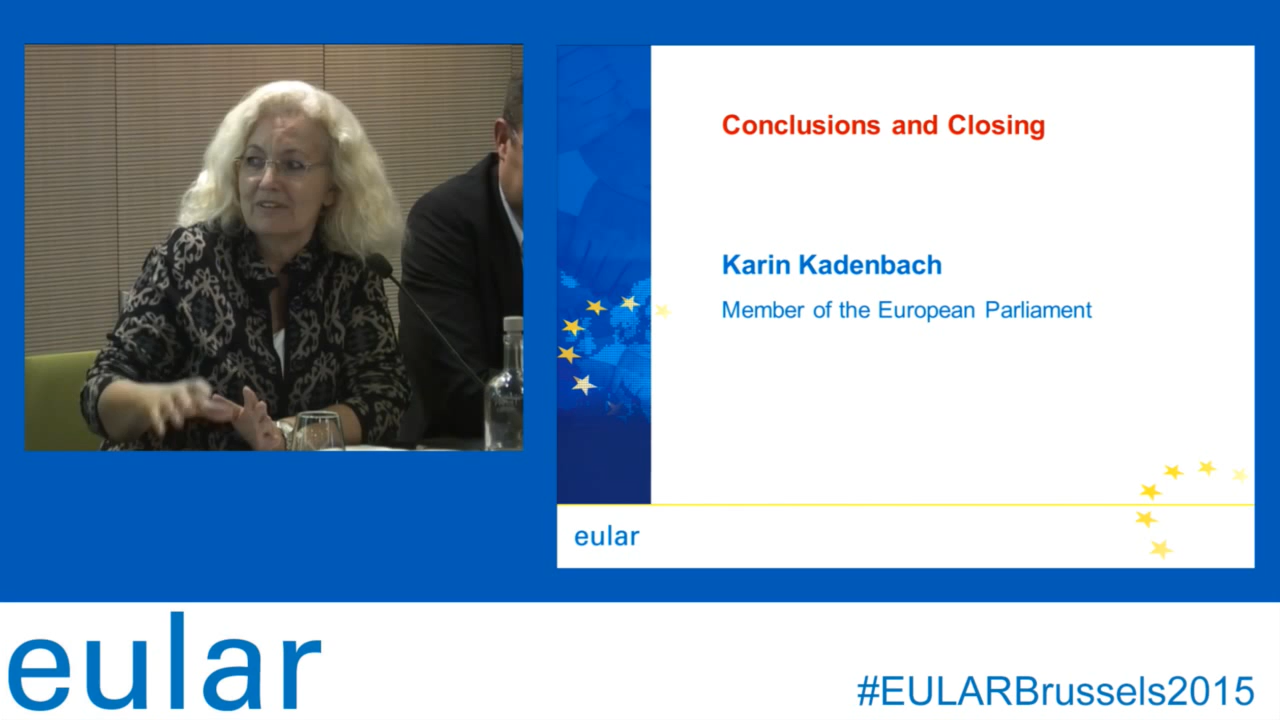 Conclusions and Closing
Karin Kadenbach
Member of the European Parliament
eular
eular
#EULARBrussels2015